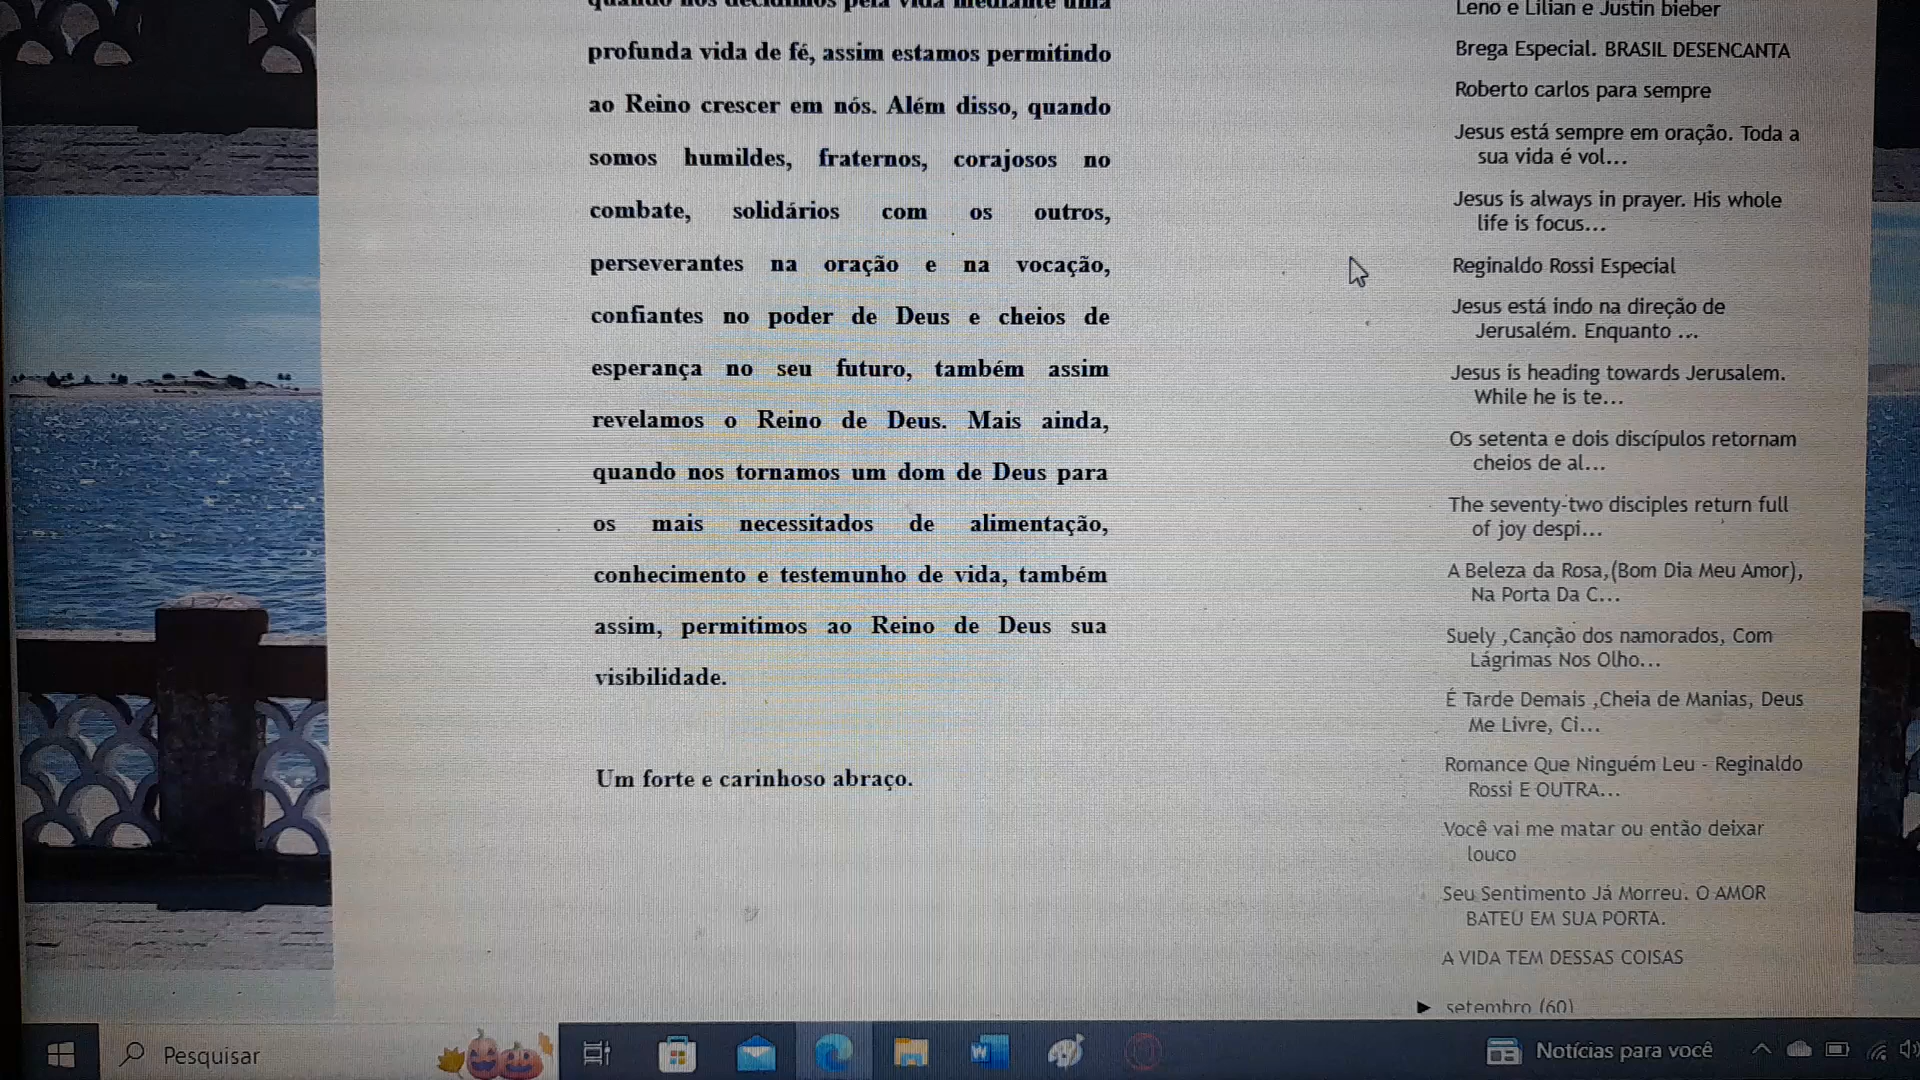 quando nos decidimos pela vida mediante uma
profunda vida de fé, assim estamos permitindo
ao Reino crescer em nós. Além disso, quando
somos humildes, fraternos, corajosos no
combate, solidários com os outros,
perseverantes na oração e na vocação,
confiantes no poder de Deus e cheios de
esperança no seu futuro, também assim
revelamos o Reino de Deus. Mais ainda,
quando nos tornamos um dom de Deus para
os mais necessitados de alimentação,
conhecimento e testemunho de vida, também
assim, permitimos ao Reino de Deus sua
visibilidade.
Um forte e carinhoso abraço.
Leno e Lilian e Justin bieber
Brega Especial. BRASIL DESENCANTA
Roberto carlos para sempre
Jesus está sempre em oração. Toda a
sua vida é vol...
Jesus is always in prayer. His whole
life is focus...
Reginaldo Rossi Especial
Jesus está indo na direção de
Jerusalém. Enquanto ...
Jesus is heading towards Jerusalem.
While he is te...
Os setenta e dois discípulos retornam
cheios de al...
The seventy-two disciples return full
of joy despi...
A Beleza da Rosa,(Bom Dia Meu Amor),
Na Porta Da C...
Suely ,Canção dos namorados, Com
Lágrimas Nos Olho...
É Tarde Demais ,Cheia de Manias, Deus
Me Livre, Ci...
Romance Que Ninguém Leu - Reginaldo
Rossi E OUTRA...
Você vai me matar ou então deixar
louco
Seu Sentimento Já Morreu. O AMOR
BATEU EM SUA PORTA.
A VIDA TEM DESSAS COISAS
► setembro (60)
Pesquisar
W
Notícias para você